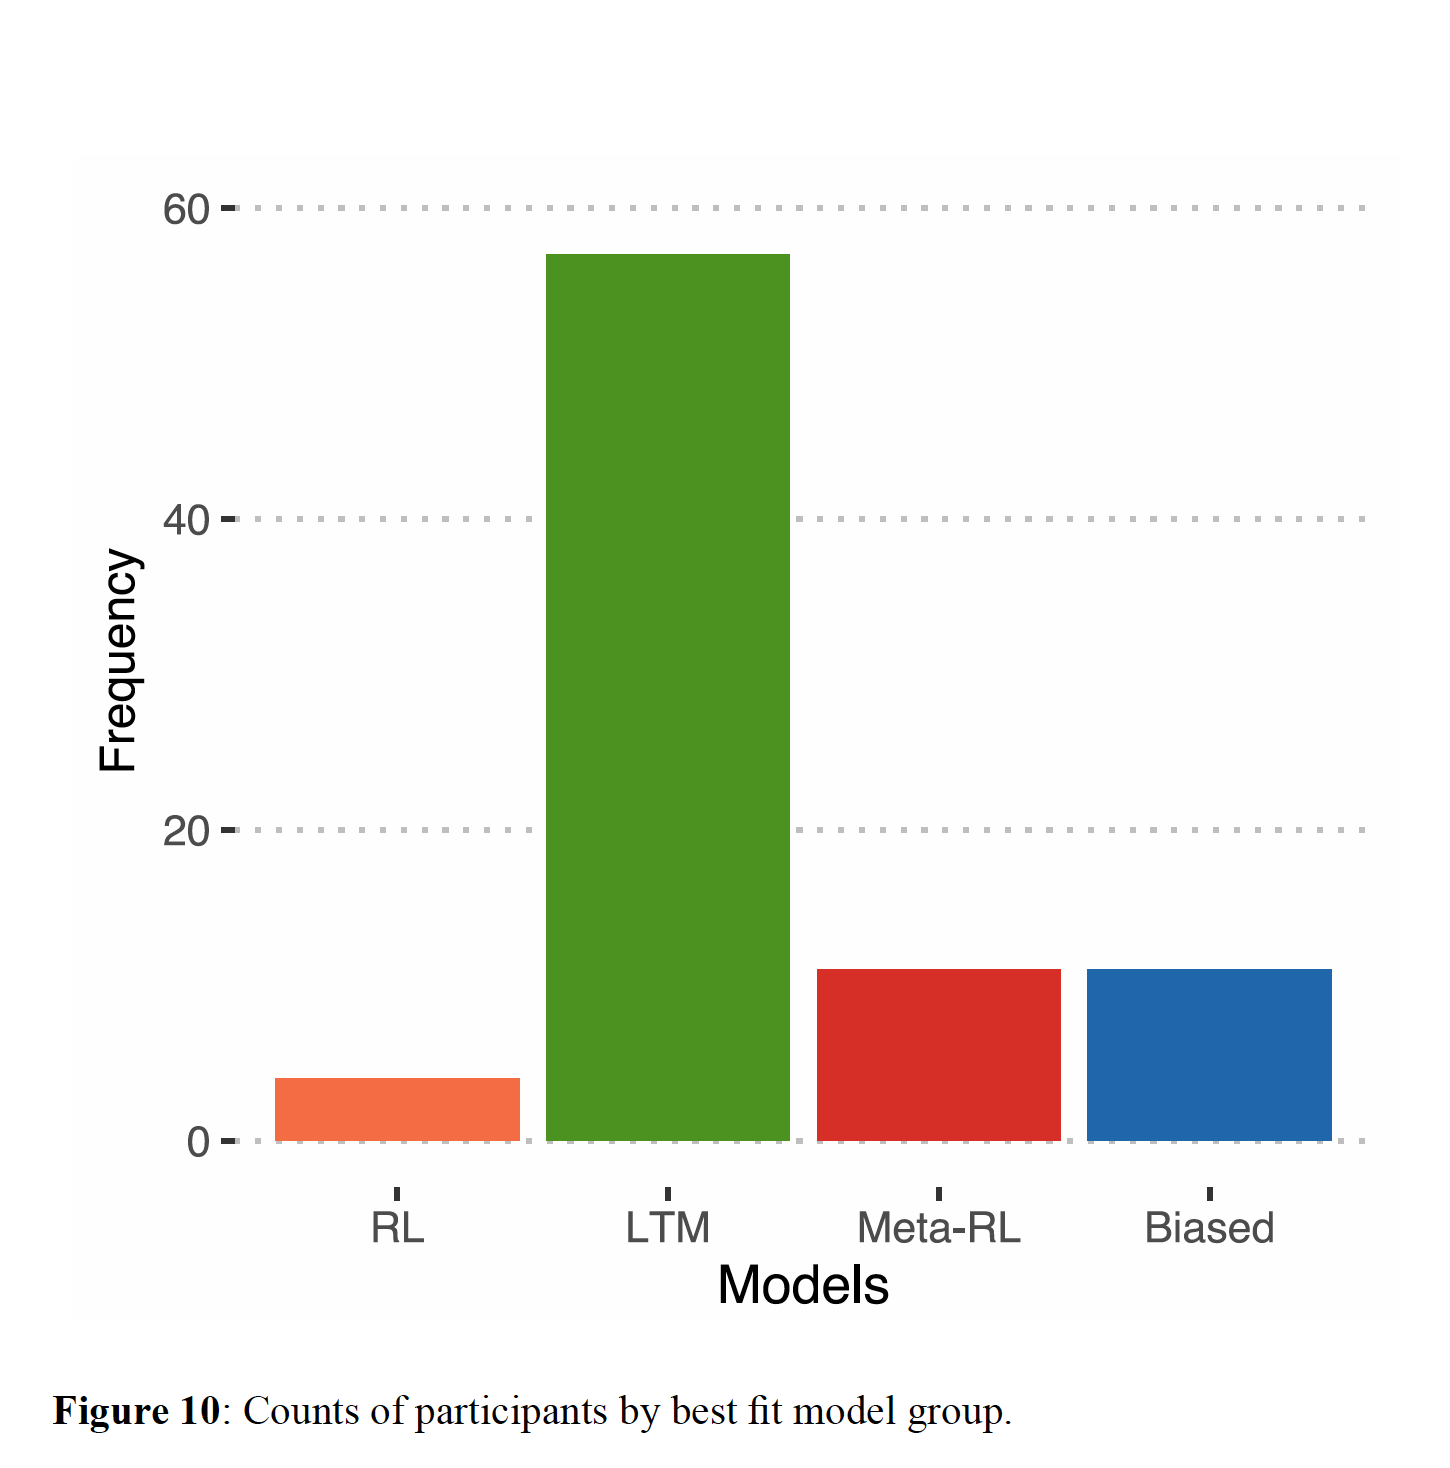 60
40
20
0
Frequency
RL LTM Meta-RL Biased
Models
Figure 10: Counts of participants by best fit model group.